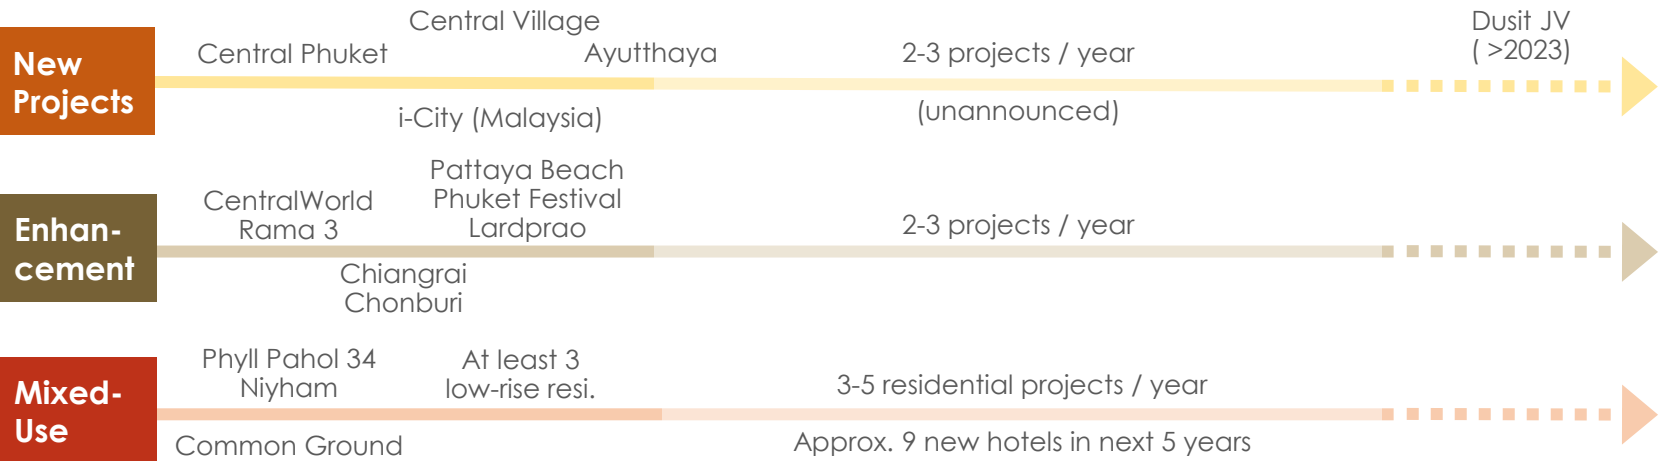 New
Projects
Central Phuket
Central Village
Ayutthaya
i-City (Malaysia)
2-3 projects / year
(unannounced)
Dusit JV
( >2023)
Enhan-
cement
CentralWorld
Rama 3
Pattaya Beach
Phuket Festival
Lardprao
Chiangrai
Chonburi
2-3 projects / year
Mixed-
Use
Phyll Pahol 34
Niyham
At least 3
low-rise resi.
Common Ground
3-5 residential projects / year
Approx. 9 new hotels in next 5 years